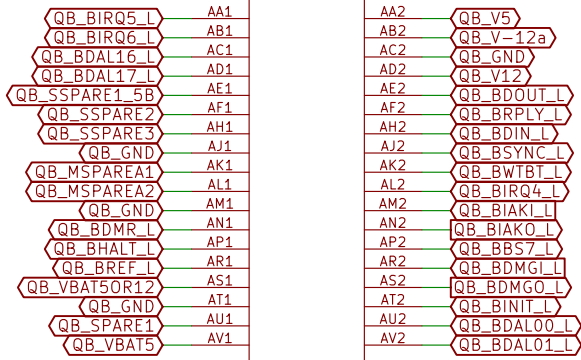 QB_BIRQ5_L AA1 AA2 QB_V5
QB_BIRQ6_L AB1 AB2 QB_V-12a
QB_BDAL16_L AC1 AC2 QB_GND
QB_BDAL17_L AD1 AD2 QB_V12
QB_SSPARE1_5B AE1 AE2 QB_BDOUT_L
QB_SSPARE2 AF1 AF2 QB_BRPLY_L
QB_SSPARE3 AH1 AH2 QB_BDIN_L
QB_GND AJ1 AJ2 QB_BSYNC_L
QB_MSPAREA1 AK1 AK2 QB_BWTBT_L
QB_MSPAREA2 AL1 AL2 QB_BIRQ4_L
QB_GND AM1 AM2 QB_BIAKI_L
QB_BDMR_L AN1 AN2 QB_BIAKO_L
QB_BHALT_L AP1 AP2 QB_BBS7_L
QB_BREF_L AR1 AR2 QB_BDMGI_L
QB_VBAT5OR12 AS1 AS2 QB_BDMGO_L
QB_GND AT1 AT2 QB_BINIT_L
QB_SPARE1 AU1 AU2 QB_BDAL00_L
QB_VBAT5 AV1 AV2 QB_BDAL01_L